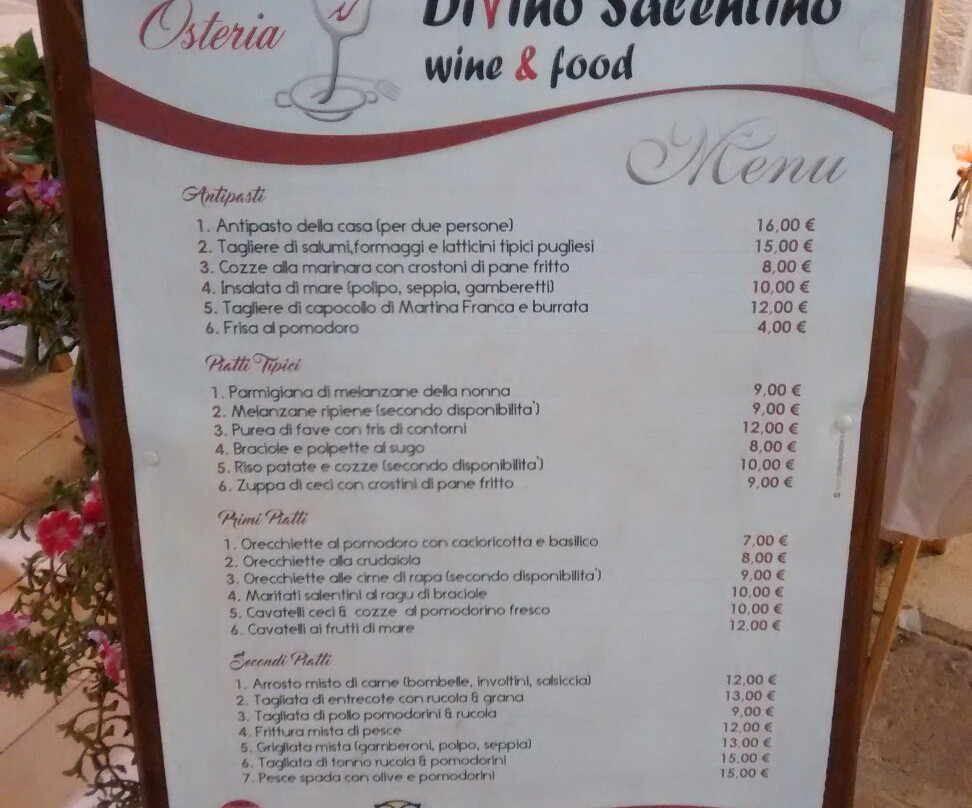 Osteria
DiVino Salentino
wine & food
Menu
Antipasti
1. Antipasto della casa (per due persone) 16,00 €
2. Tagliere di salumi,formaggi e latticini tipici pugliesi 15,00 €
3. Cozze alla marinara con crostoni di pane fritto 8,00 €
4. Insalata di mare (polipo, seppia, gamberetti) 10,00 €
5. Tagliere di capocollo di Martina Franca e burrata 12,00 €
6. Frisa al pomodoro 4,00 €
Piatti Tipici
1. Parmigiana di melanzane della nonna 9,00 €
2. Melanzane ripiene (secondo disponibilita') 9,00 €
3. Purea di fave con tris di contorni 12,00 €
4. Braciole e polpette al sugo 8,00 €
5. Riso patate e cozze (secondo disponibilita') 10,00 €
6. Zuppa di ceci con crostini di pane fritto 9,00 €
Primi Piatti
1. Orecchiette al pomodoro con cacioricotta e basilico 7,00 €
2. Orecchiette alla crudaiola 8,00 €
3. Orecchiette alle cime di rapa (secondo disponibilita') 9,00 €
4. Maritati salentini al ragu di braciole 10,00 €
5. Cavatelli ceci & cozze al pomodorino fresco 10,00 €
6. Cavatelli ai frutti di mare 12,00 €
Secondi Piatti
1. Arrosto misto di carne (bombelle, involtini, salsiccia) 12,00 €
2. Tagliata di entrecote con rucola & grana 13,00 €
3. Tagliata di pollo pomodorini & rucola 9,00 €
4. Frittura mista di pesce 12,00 €
5. Grigliata mista (gamberoni, polpo, seppia) 13,00 €
6. Tagliata di tonno rucola & pomodorini 15,00 €
7. Pesce spada con olive e pomodorini 15,00 €